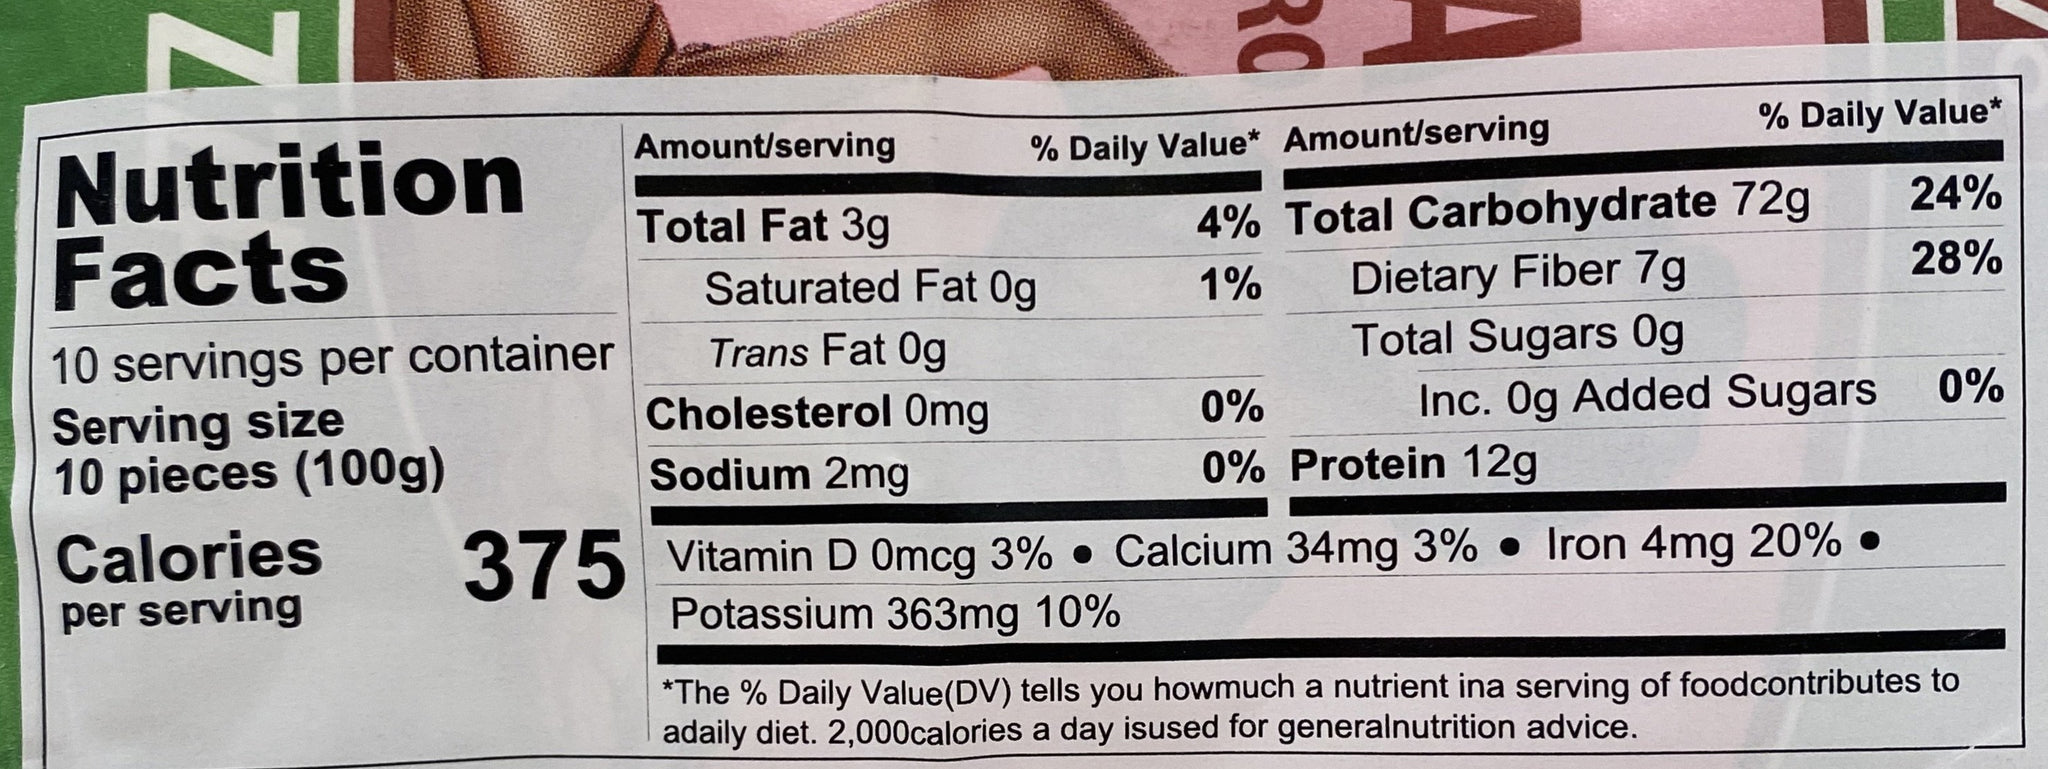 Z
RO
A
Nutrition
Facts
10 servings per container
Serving size
10 pieces (100g)
Calories 375
per serving
Amount/serving % Daily Value*
Total Fat 3g 4%
Saturated Fat 0g 1%
Trans Fat 0g
Cholesterol 0mg 0%
Sodium 2mg 0%
Amount/serving % Daily Value*
Total Carbohydrate 72g 24%
Dietary Fiber 7g 28%
Total Sugars 0g
Inc. 0g Added Sugars 0%
Protein 12g
Vitamin D 0mcg 3% • Calcium 34mg 3% • Iron 4mg 20% •
Potassium 363mg 10%
*The % Daily Value(DV) tells you howmuch a nutrient ina serving of foodcontributes to
adaily diet. 2,000calories a day isused for generalnutrition advice.